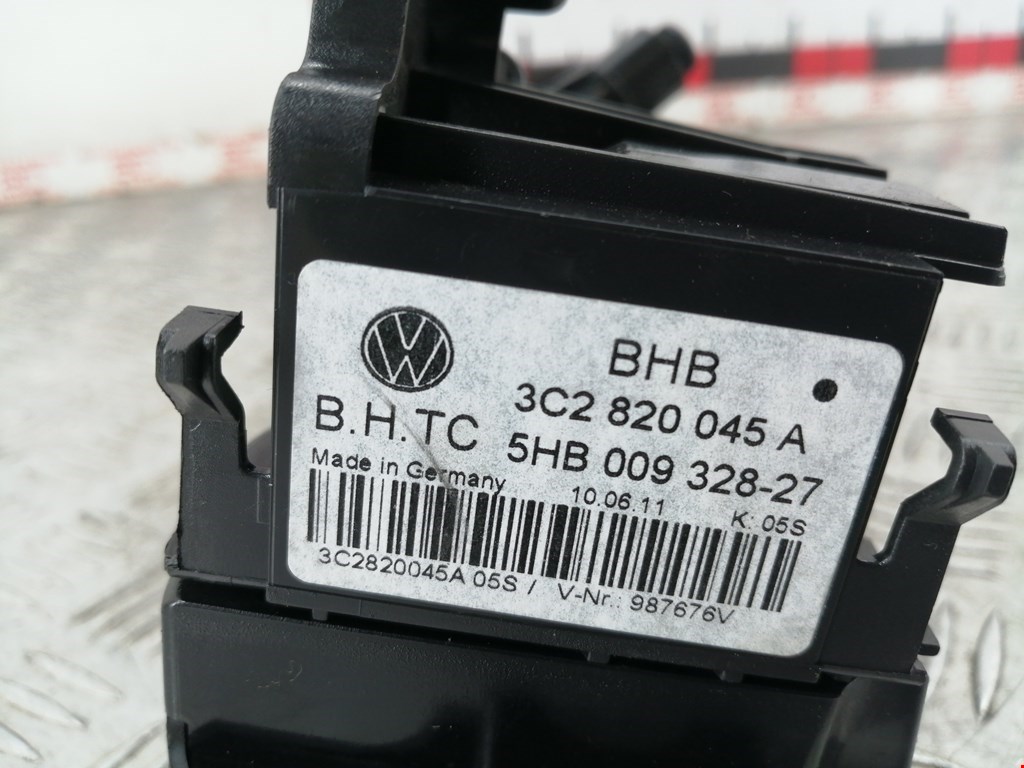 BHB
3C2 820 045 A
B.H.TC
5HB 009 328-27
Made in Germany
10.06.11
K: 05S
3C2820045A 05S / V-Nr.: 987676V